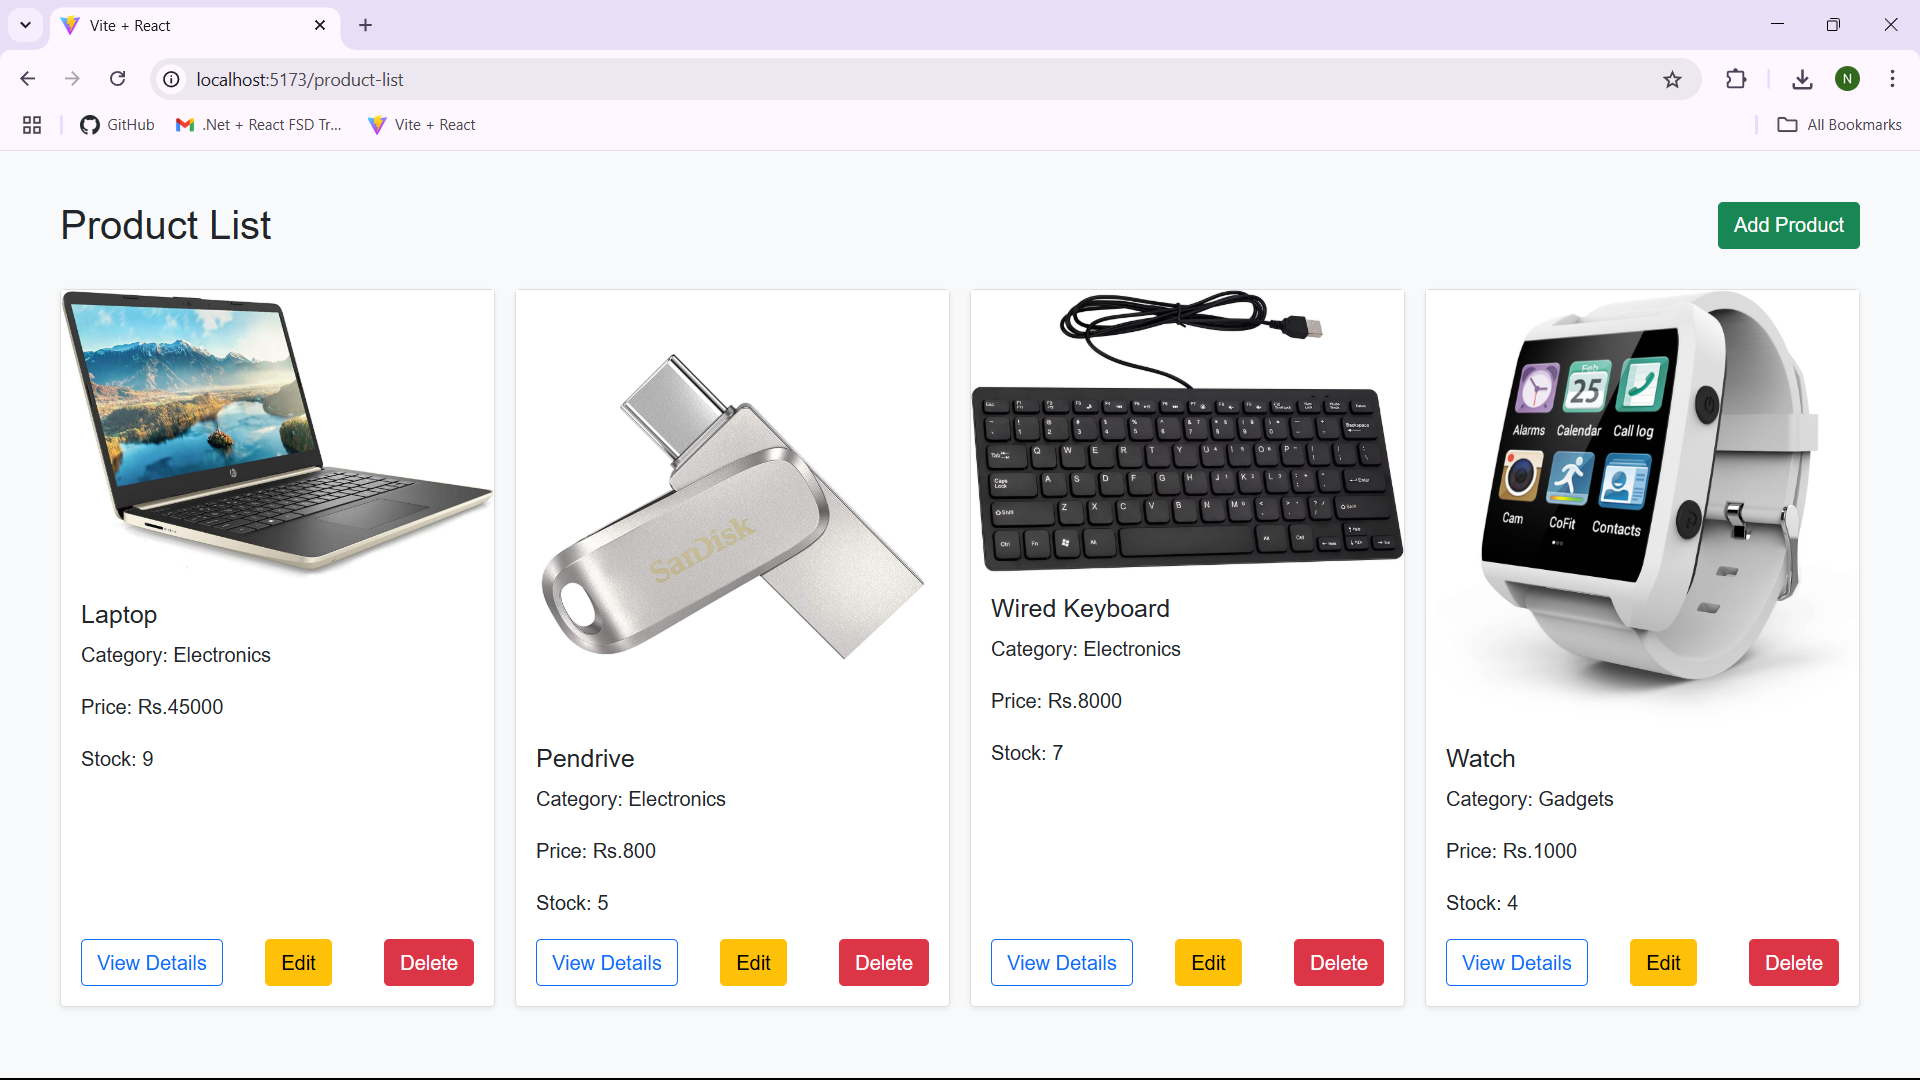 Vite + React
localhost:5173/product-list
N
GitHub
.Net + React FSD Tr...
Vite + React
All Bookmarks
Product List
Add Product
hp
Laptop
Category: Electronics
Price: Rs.45000
Stock: 9
View Details
Edit
Delete
SanDisk
Pendrive
Category: Electronics
Price: Rs.800
Stock: 5
View Details
Edit
Delete
Q W E R T Y U I O P
Caps Lock A S D F G H J K L
Z X C V B N M
Wired Keyboard
Category: Electronics
Price: Rs.8000
Stock: 7
View Details
Edit
Delete
Feb
25
Alarms Calendar Call log
Cam CoFit Contacts
Watch
Category: Gadgets
Price: Rs.1000
Stock: 4
View Details
Edit
Delete